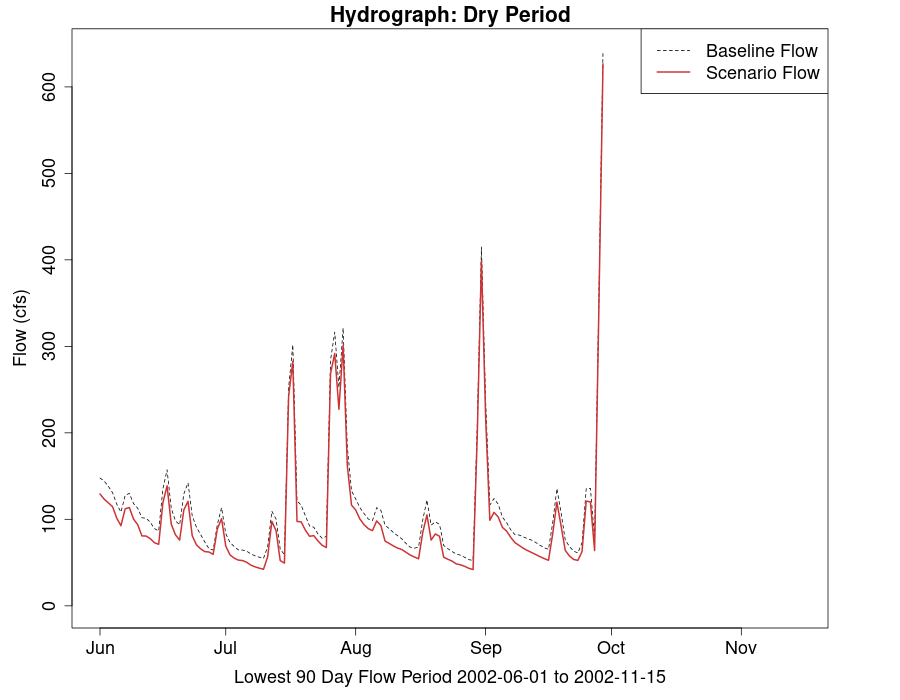 Hydrograph: Dry Period
Baseline Flow
Scenario Flow
600
500
400
300
200
100
0
Flow (cfs)
Jun Jul Aug Sep Oct Nov
Lowest 90 Day Flow Period 2002-06-01 to 2002-11-15